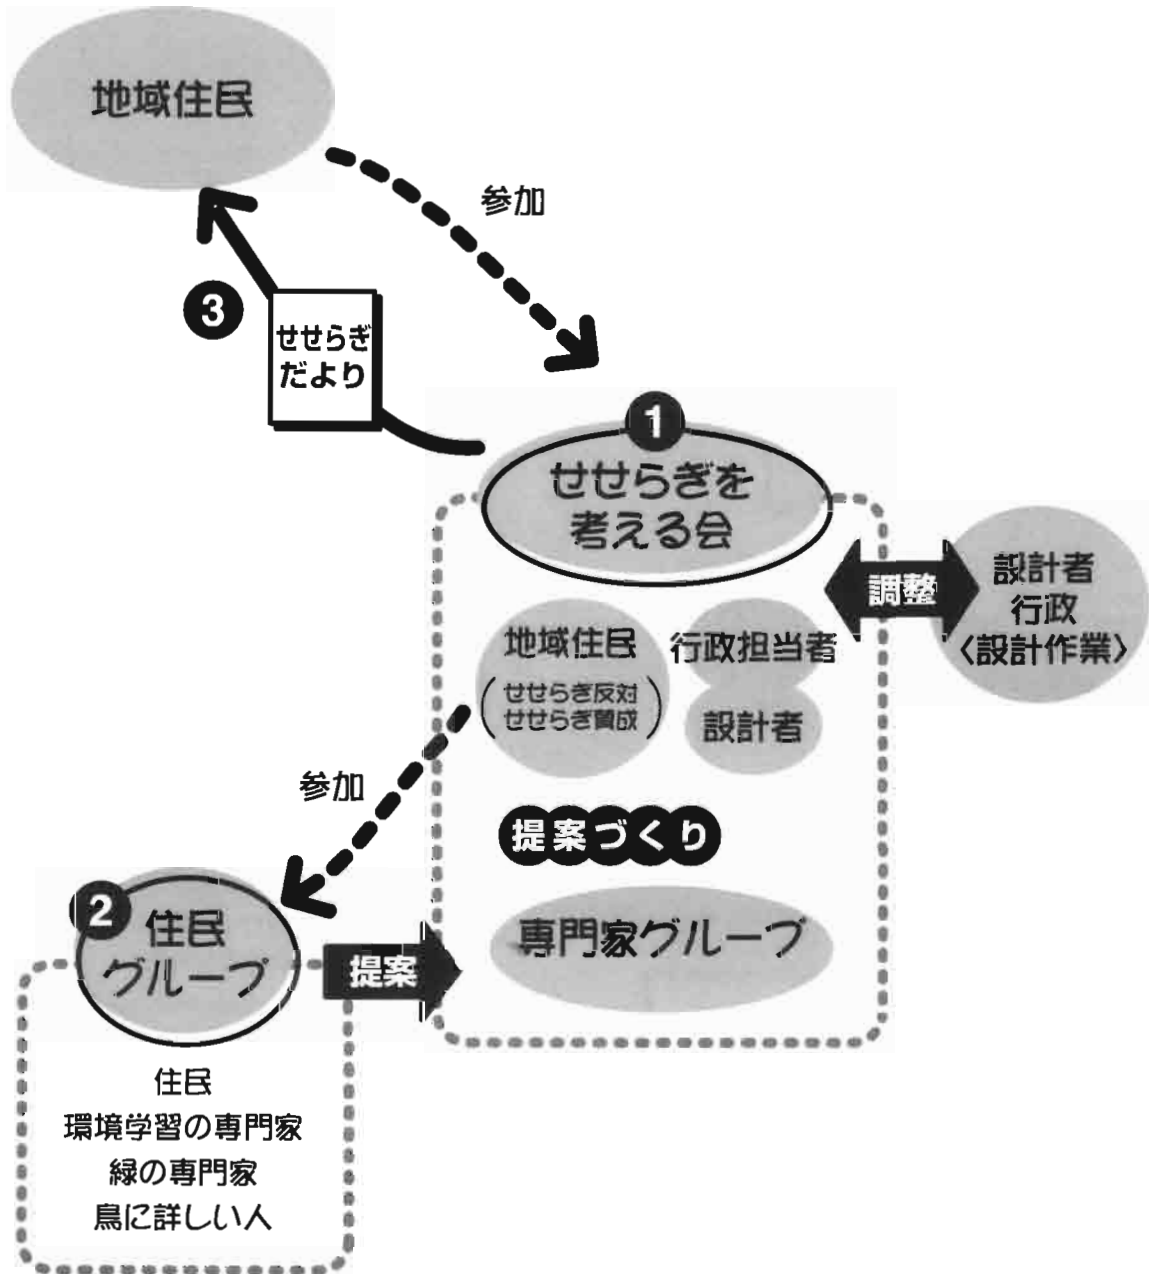 地域住民
参加
3
せせらぎ
だより
1
せせらぎを
考える会
調整
設計者
行政
〈設計作業〉
地域住民
(せせらぎ反対
せせらぎ賛成)
行政担当者
設計者
参加
提案づくり
2
住民
グループ
提案
専門家グループ
住民
環境学習の専門家
緑の専門家
鳥に詳しい人